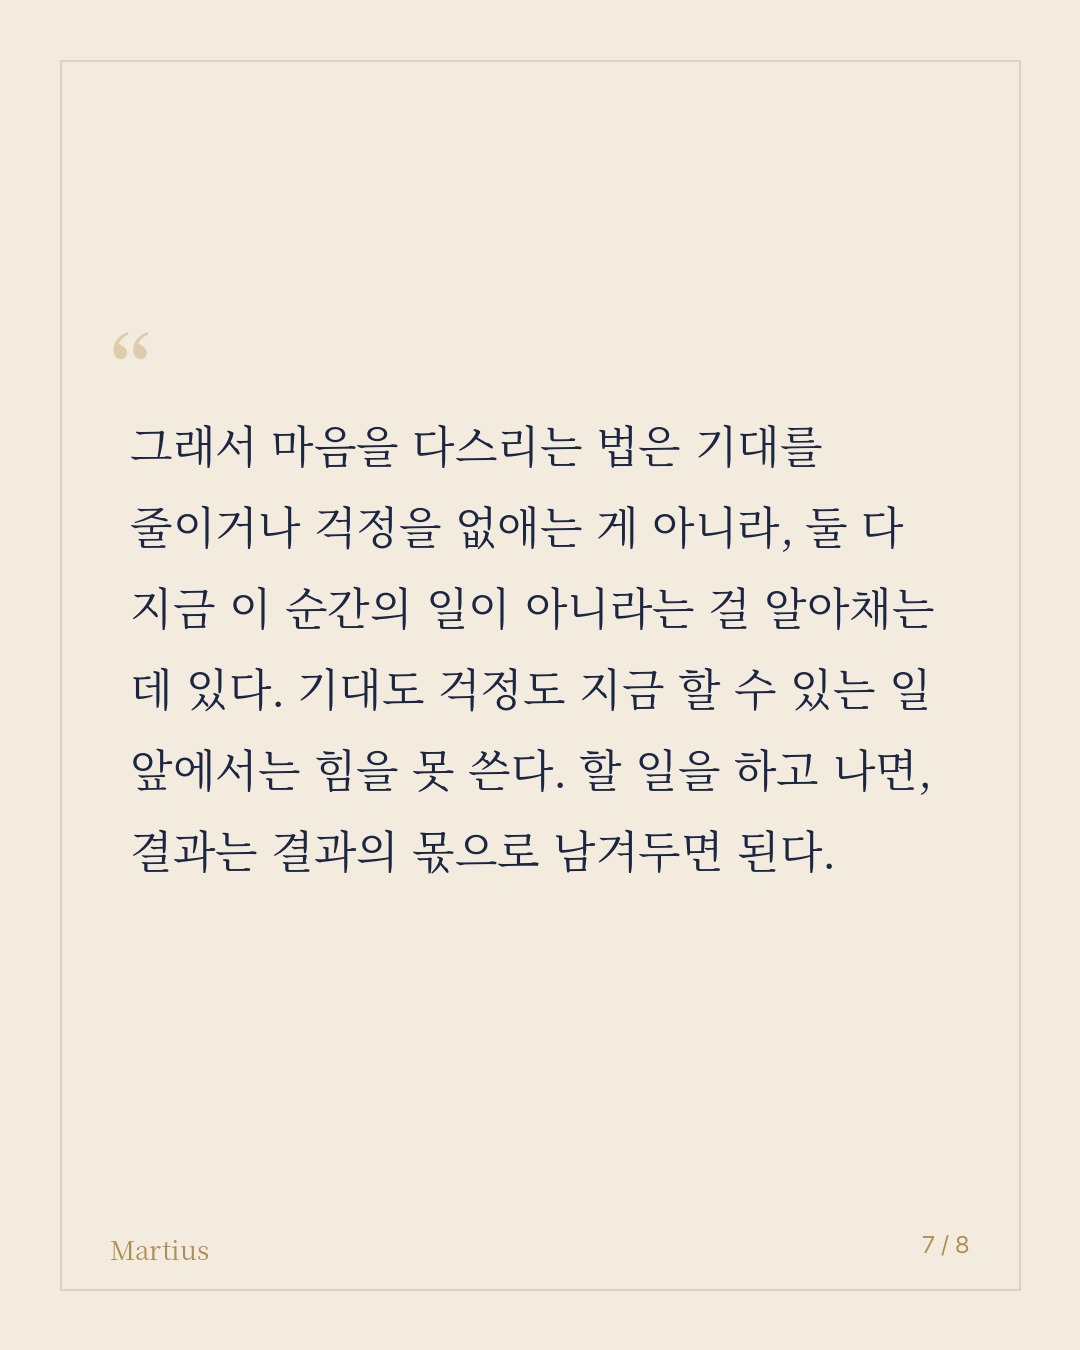 “
그래서 마음을 다스리는 법은 기대를
줄이거나 걱정을 없애는 게 아니라, 둘 다
지금 이 순간의 일이 아니라는 걸 알아채는
데 있다. 기대도 걱정도 지금 할 수 있는 일
앞에서는 힘을 못 쓴다. 할 일을 하고 나면,
결과는 결과의 몫으로 남겨두면 된다.
Martius
7 / 8